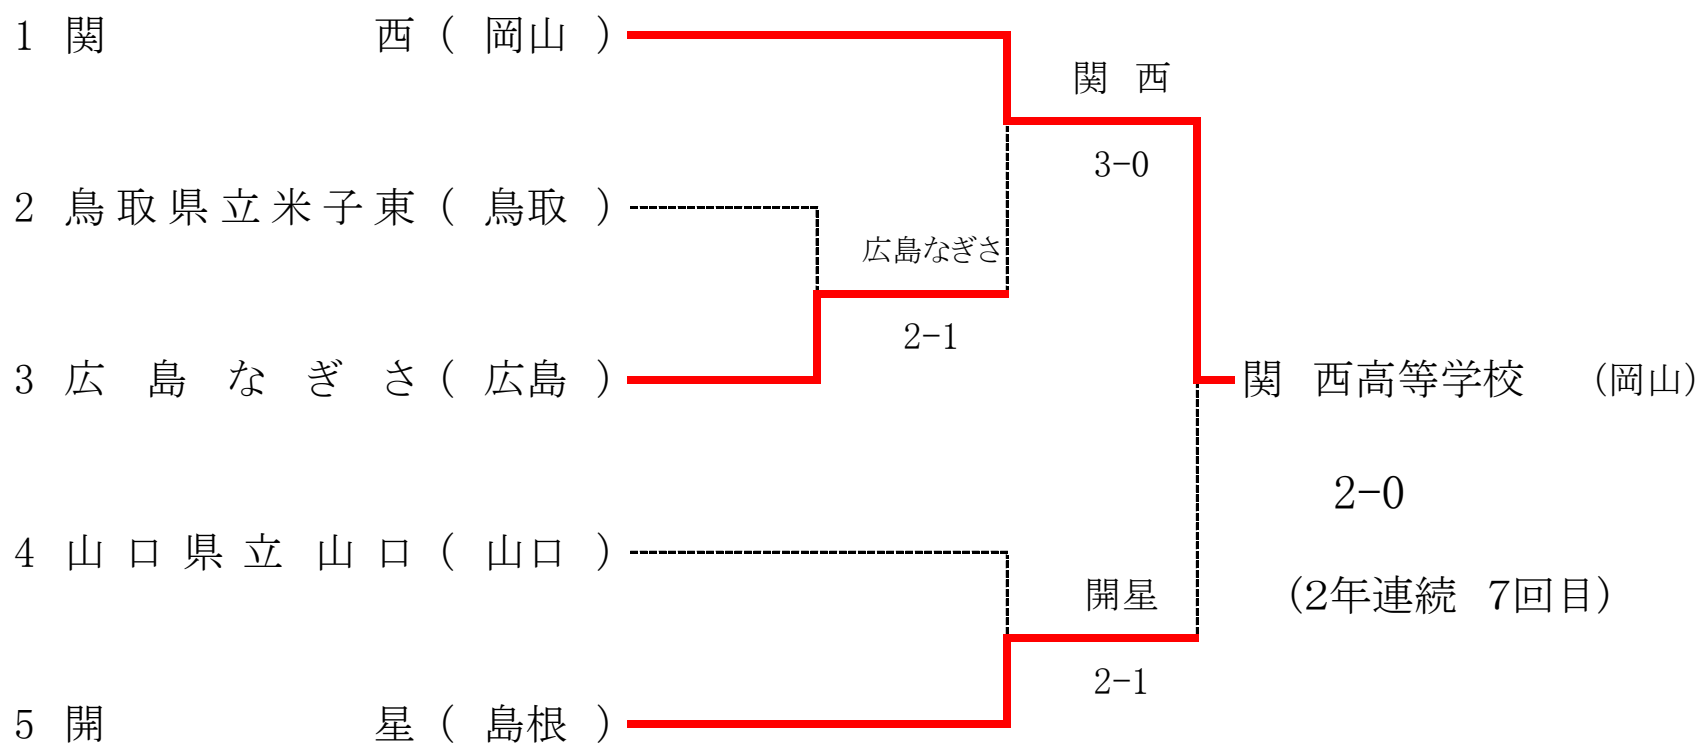 1 関 西 ( 岡山 )
関 西
3-0
2 鳥取県立米子東 ( 鳥取 )
広島なぎさ
2-1
3 広島なぎさ ( 広島 )
関 西高等学校 (岡山)
2-0
4 山口県立山口 ( 山口 )
開星
(2年連続 7回目)
2-1
5 開 星 ( 島根 )